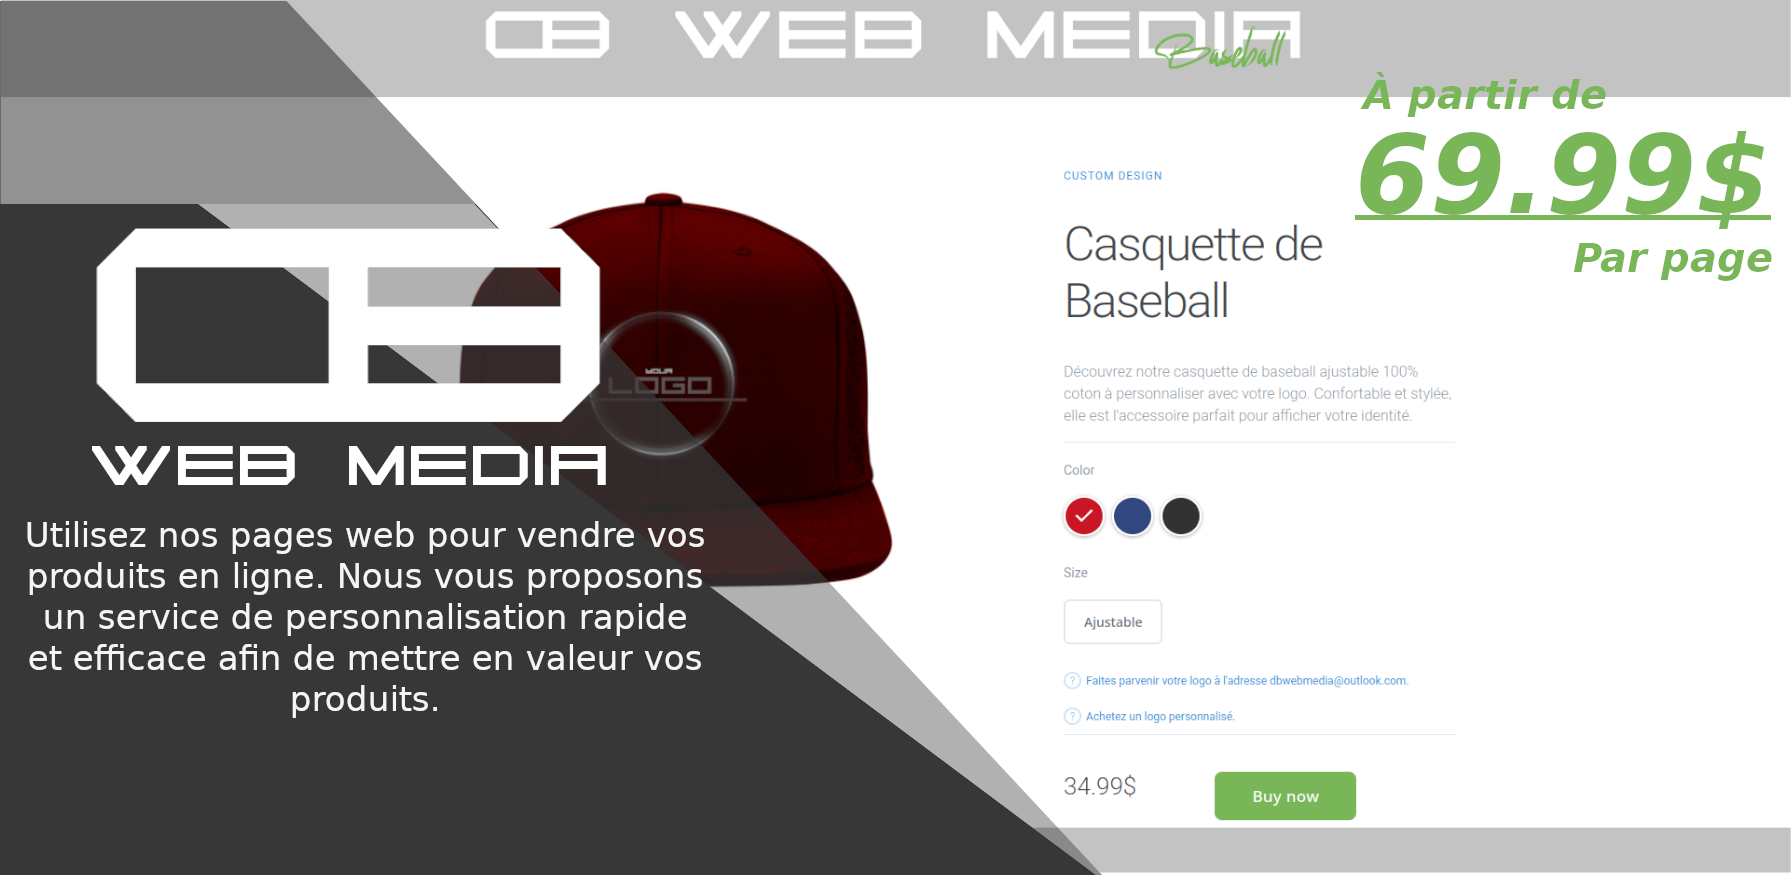 CB WEB MEDIA
Baseball
À partir de
69.99$
Par page
CB
WEB MEDIA
Utilisez nos pages web pour vendre vos
produits en ligne. Nous vous proposons
un service de personnalisation rapide
et efficace afin de mettre en valeur vos
produits.
YOUR
LOGO
CUSTOM DESIGN
Casquette de
Baseball
Découvrez notre casquette de baseball ajustable 100%
coton à personnaliser avec votre logo. Confortable et stylée,
elle est l'accessoire parfait pour afficher votre identité.
Color
Size
Ajustable
? Faites parvenir votre logo à l'adresse dbwebmedia@outlook.com.
? Achetez un logo personnalisé.
34.99$
Buy now